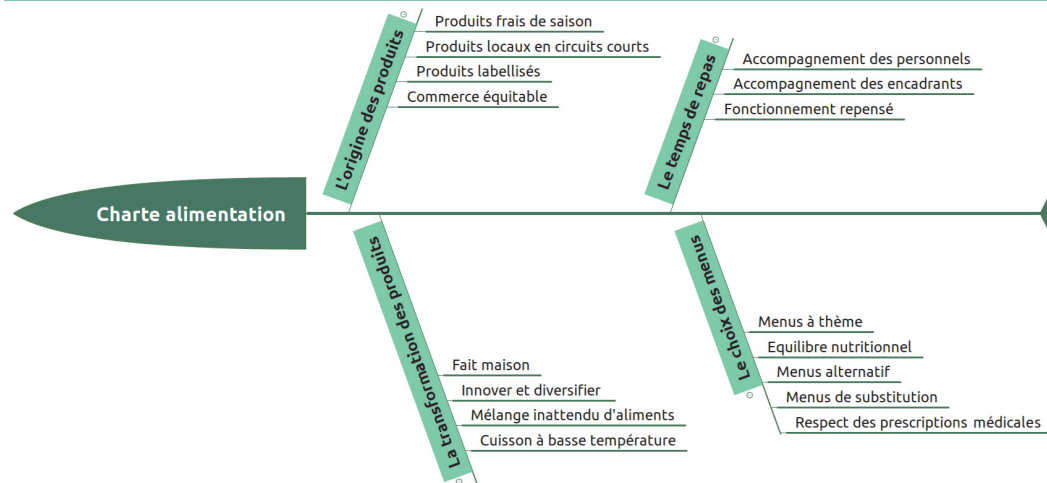 Charte alimentation
L'origine des produits
Produits frais de saison
Produits locaux en circuits courts
Produits labellisés
Commerce équitable
Le temps de repas
Accompagnement des personnels
Accompagnement des encadrants
Fonctionnement repensé
La transformation des produits
Fait maison
Innover et diversifier
Mélange inattendu d'aliments
Cuisson à basse température
Le choix des menus
Menus à thème
Equilibre nutritionnel
Menus alternatif
Menus de substitution
Respect des prescriptions médicales